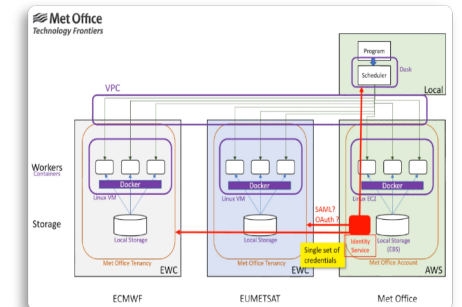 Met Office
Technology Frontiers
Program
Scheduler
Dask
Local
VPC
Workers
Containers
Docker
Linux VM
Docker
Linux VM
Docker
Linux EC2
SAML?
OAuth ?
Storage
Local Storage
Local Storage
Identity
Service
Local Storage
(EBS)
Single set of
credentials
Met Office Tenancy
EWC
Met Office Tenancy
EWC
Met Office Account
AWS
ECMWF
EUMETSAT
Met Office